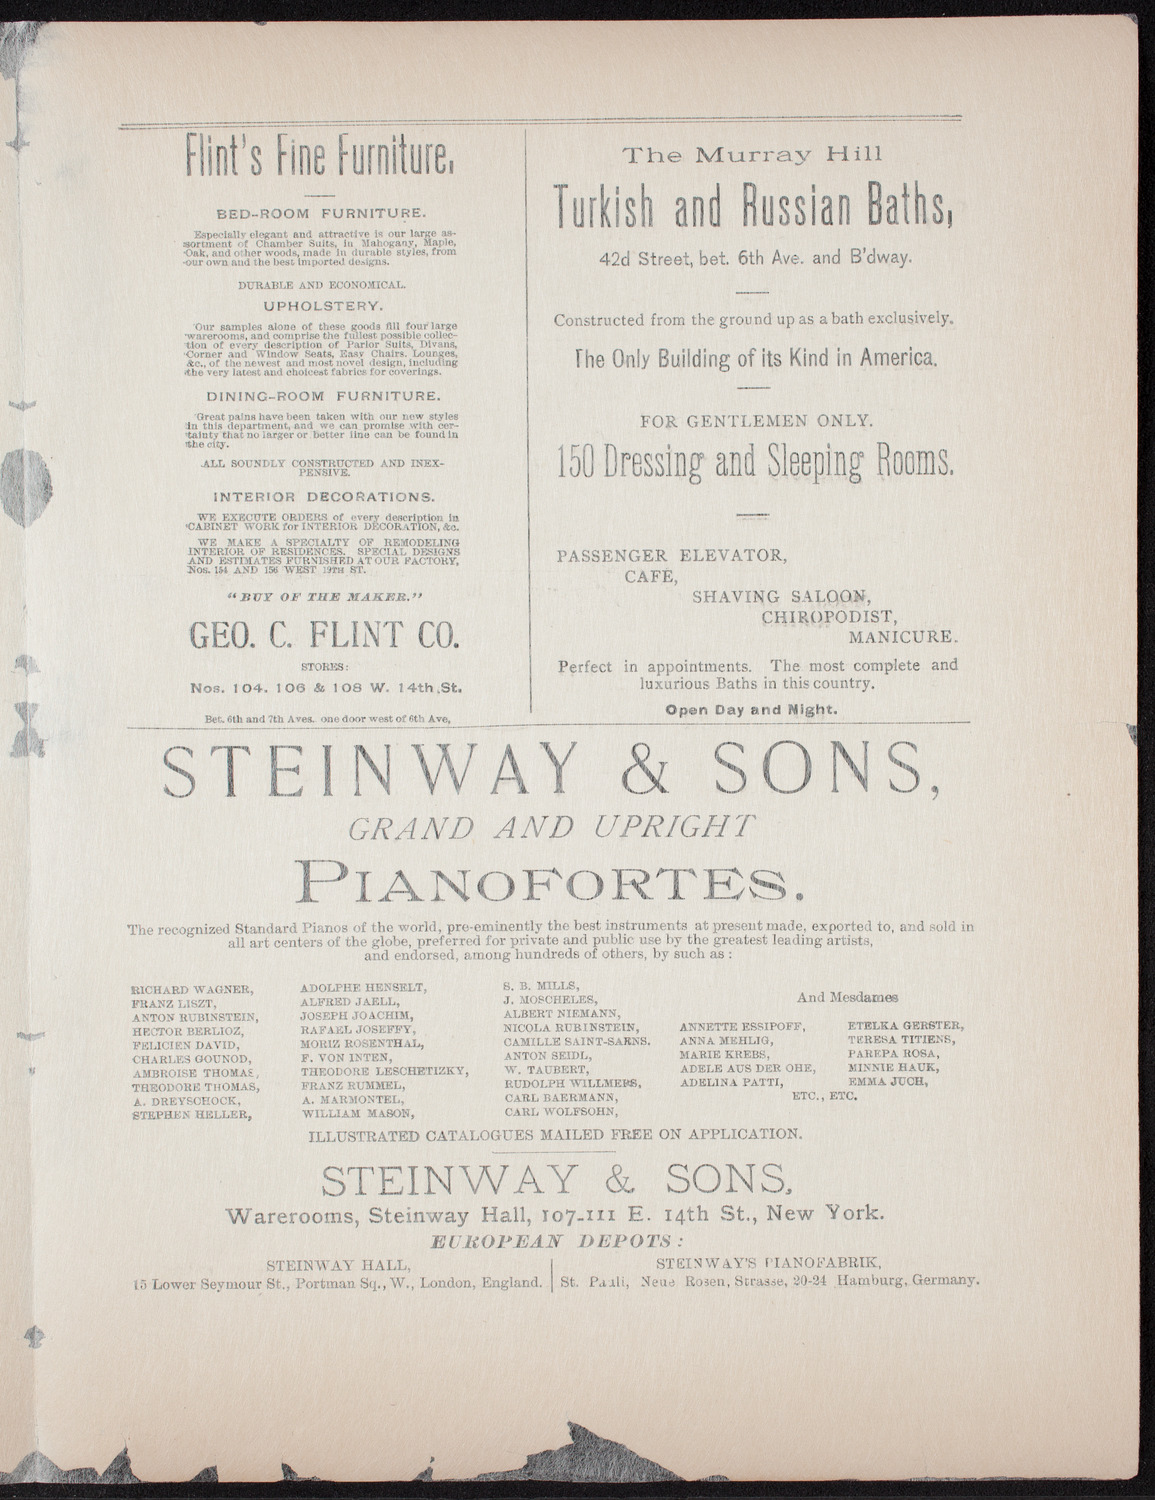 Flint's Fine Furniture.
BED-ROOM FURNITURE.
Especially elegant and attractive is our large as-
sortment of Chamber Suits, in Mahogany, Maple,
Oak, and other woods, made in durable styles, from
our own and the best imported designs.
DURABLE AND ECONOMICAL.
UPHOLSTERY.
Our samples alone of these goods fill four large
warerooms, and comprise the fullest possible collec-
tion of every description of Parlor Suits, Divans,
Corner and Window Seats, Easy Chairs. Lounges,
&c., of the newest and most novel design, including
the very latest and choicest fabrics for coverings.
DINING-ROOM FURNITURE.
Great pains have been taken with our new styles
in this department, and we can promise with cer-
tainty that no larger or better line can be found in
the city.
ALL SOUNDLY CONSTRUCTED AND INEX-
PENSIVE.
INTERIOR DECORATIONS.
WE EXECUTE ORDERS of every description in
CABINET WORK for INTERIOR DECORATION, &c.
WE MAKE A SPECIALTY OF REMODELING
INTERIOR OF RESIDENCES. SPECIAL DESIGNS
AND ESTIMATES FURNISHED AT OUR FACTORY,
Nos. 154 AND 156 WEST 19TH ST.
"BUY OF THE MAKER."
GEO. C. FLINT CO.
STORES:
Nos. 104. 106 & 108 W. 14th St.
Bet. 6th and 7th Aves. one door west of 6th Ave,
The Murray Hill
Turkish and Russian Baths,
42d Street, bet. 6th Ave. and B'dway.
Constructed from the ground up as a bath exclusively.
The Only Building of its Kind in America.
FOR GENTLEMEN ONLY.
150 Dressing and Sleeping Rooms.
PASSENGER ELEVATOR,
CAFE,
SHAVING SALOON,
CHIROPODIST,
MANICURE.
Perfect in appointments. The most complete and
luxurious Baths in this country.
Open Day and Night.
STEINWAY & SONS,
GRAND AND UPRIGHT
PIANOFORTES.
The recognized Standard Pianos of the world, pre-eminently the best instruments at present made, exported to, and sold in
all art centers of the globe, preferred for private and public use by the greatest leading artists,
and endorsed, among hundreds of others, by such as :
RICHARD WAGNER,
FRANZ LISZT,
ANTON RUBINSTEIN,
HECTOR BERLIOZ,
FELICIEN DAVID,
CHARLES GOUNOD,
AMBROISE THOMAS,
THEODORE THOMAS,
A. DREYSCHOCK,
STEPHEN HELLER,
ADOLPHE HENSELT,
ALFRED JAELL,
JOSEPH JOACHIM,
RAFAEL JOSEFFY,
MORIZ ROSENTHAL,
F. VON INTEN,
THEODORE LESCHETIZKY,
FRANZ RUMMEL,
A. MARMONTEL,
WILLIAM MASON,
S. B. MILLS,
J. MOSCHELES,
ALBERT NIEMANN,
NICOLA RUBINSTEIN,
CAMILLE SAINT-SAENS.
ANTON SEIDL,
W. TAUBERT,
RUDOLPH WILLMERS,
CARL BAERMANN,
CARL WOLFSOHN,
And Mesdames
ANNETTE ESSIPOFF,
ANNA MEHLIG,
MARIE KREBS,
ADELE AUS DER OHE,
ADELINA PATTI,
ETELKA GERSTER,
TERESA TITIENS,
PAREPA ROSA,
MINNIE HAUK,
EMMA JUCH,
ETC., ETC.
ILLUSTRATED CATALOGUES MAILED FREE ON APPLICATION.
STEINWAY & SONS,
Warerooms, Steinway Hall, 107-111 E. 14th St., New York.
EUROPEAN DEPOTS :
STEINWAY HALL,
15 Lower Seymour St., Portman Sq., W., London, England.
STEINWAY'S PIANOFABRIK,
St. Pauli, Neue Rosen, Strasse, 20-24 Hamburg, Germany.